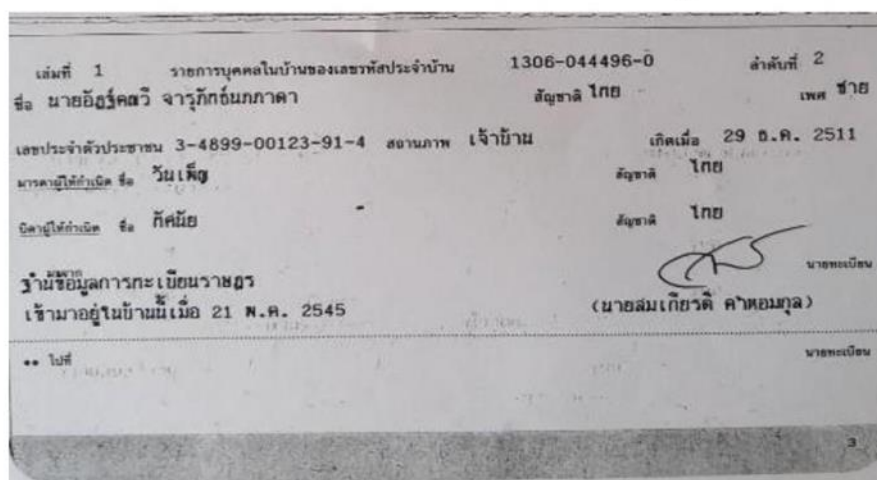 เล่มที่ 1 รายการบุคคลในบ้านของเลขรหัสประจำบ้าน 1306-044496-0 ลำดับที่ 2
ชื่อ นายอัฏฐ์คถวี จารุภักธ์นภภาดา สัญชาติ ไทย เพศ ชาย
เลขประจำตัวประชาชน 3-4899-00123-91-4 สถานภาพ เจ้าบ้าน เกิดเมื่อ 29 ธ.ค. 2511
มารดาผู้ให้กำเนิด ชื่อ วันเพ็ญ สัญชาติ ไทย
บิดาผู้ให้กำเนิด ชื่อ ทัศนัย สัญชาติ ไทย
นายทะเบียน
ฐานข้อมูลการทะเบียนราษฎร
เข้ามาอยู่ในบ้านนี้เมื่อ 21 พ.ค. 2545 (นายสมเกียรติ คำหอมกุล)
** ไปที่ นายทะเบียน
3